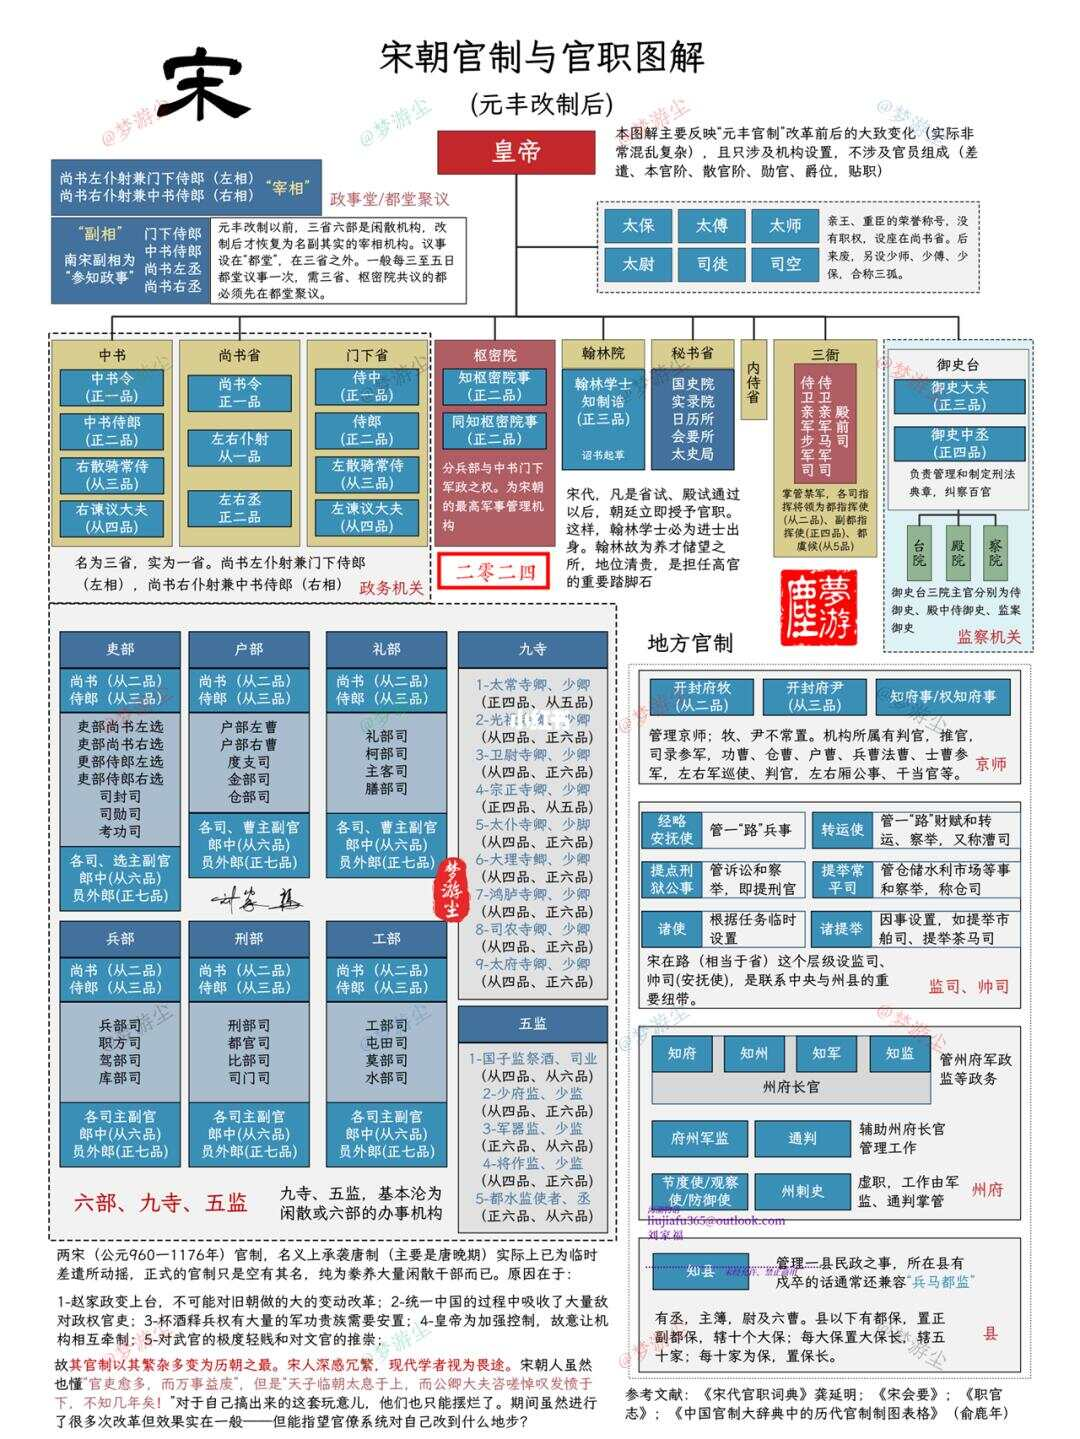 宋
宋朝官制与官职图解
(元丰改制后)
皇帝
本图解主要反映“元丰官制”改革前后的大致变化（实际非
常混乱复杂），且只涉及机构设置，不涉及官员组成（差
遣、本官阶、散官阶、勋官、爵位，贴职）
尚书左仆射兼门下侍郎（左相）
尚书右仆射兼中书侍郎（右相）
“宰相”
政事堂/都堂聚议
“副相”
南宋副相为
“参知政事”
门下侍郎
中书侍郎
尚书左丞
尚书右丞
元丰改制以前，三省六部是闲散机构，改
制后才恢复为名副其实的宰相机构。议事
设在“都堂”，在三省之外。一般每三至五日
都堂议事一次，需三省、枢密院共议的都
必须先在都堂聚议。
太保
太傅
太师
太尉
司徒
司空
亲王、重臣的荣誉称号，没
有职权，设座在尚书省。后
来废，另设少师、少傅、少
保，合称三孤。
中书
中书令
(正一品)
中书侍郎
(正二品)
右散骑常侍
(从三品)
右谏议大夫
(从四品)
尚书省
尚书令
正一品
左右仆射
从一品
左右丞
正二品
门下省
侍中
(正一品)
侍郎
(正二品)
左散骑常侍
(从三品)
左谏议大夫
(从四品)
名为三省，实为一省。尚书左仆射兼门下侍郎
（左相），尚书右仆射兼中书侍郎（右相）
政务机关
枢密院
知枢密院事
(正二品)
同知枢密院事
(正二品)
分兵部与中书门下
军政之权。为宋朝
的最高军事管理机
构
二零二四
翰林院
翰林学士
知制诰
(正三品)
诏书起草
秘书省
国史院
实录院
日历所
会要所
太史局
宋代，凡是省试、殿试通过
以后，朝廷立即授予官职。
这样，翰林学士必为进士出
身。翰林故为养才储望之
所，地位清贵，是担任高官
的重要踏脚石
内侍省
三衙
侍卫亲军步军司
侍卫亲军马军司
殿前司
掌管禁军，各司指
挥将领为都指挥使
(从二品)、副都指
挥使(正四品)、都
虞候(从5品)
夢游塵
御史台
御史大夫
(正三品)
御史中丞
(正四品)
负责管理和制定刑法
典章，纠察百官
台院
殿院
察院
御史台三院主官分别为侍
御史、殿中侍御史、监察
御史
监察机关
吏部
尚书（从二品）
侍郎（从三品）
吏部尚书左选
吏部尚书右选
吏部侍郎左选
吏部侍郎右选
司封司
司勋司
考功司
各司、选主副官
郎中(从六品)
员外郎(正七品)
户部
尚书（从二品）
侍郎（从三品）
户部左曹
户部右曹
度支司
金部司
仓部司
各司、曹主副官
郎中(从六品)
员外郎(正七品)
礼部
尚书（从二品）
侍郎（从三品）
礼部司
柯部司
主客司
膳部司
各司、曹主副官
郎中(从六品)
员外郎(正七品)
梦游尘
兵部
尚书（从二品）
侍郎（从三品）
兵部司
职方司
驾部司
库部司
各司主副官
郎中(从六品)
员外郎(正七品)
刑部
尚书（从二品）
侍郎（从三品）
刑部司
都官司
比部司
司门司
各司主副官
郎中(从六品)
员外郎(正七品)
工部
尚书（从二品）
侍郎（从三品）
工部司
屯田司
莫部司
水部司
各司主副官
郎中(从六品)
员外郎(正七品)
九寺
1-太常寺卿、少卿
(正四品、从五品)
2-光禄寺卿、少卿
(从四品、正六品)
3-卫尉寺卿、少卿
(从四品、正六品)
4-宗正寺卿、少卿
(正四品、从五品)
5-太仆寺卿、少脚
(从四品、正六品)
6-大理寺卿、少卿
(从四品、正六品)
7-鸿胪寺卿、少卿
(从四品、正六品)
8-司农寺卿、少卿
(从四品、正六品)
9-太府寺卿、少卿
(从四品、正六品)
五监
1-国子监祭酒、司业
(从四品、从六品)
2-少府监、少监
(从四品、正六品)
3-军器监、少监
(正六品、从六品)
4-将作监、少监
(从四品、正六品)
5-都水监使者、丞
(正六品、从六品)
六部、九寺、五监
九寺、五监，基本沦为
闲散或六部的办事机构
地方官制
开封府牧
(从二品)
开封府尹
(从三品)
知府事/权知府事
管理京师；牧、尹不常置。机构所属有判官，推官，
司录参军，功曹、仓曹、户曹、兵曹法曹、士曹参
军，左右军巡使、判官，左右厢公事、干当官等。
京师
经略
安抚使
管一“路”兵事
转运使
管一“路”财赋和转
运、察举，又称漕司
提点刑
狱公事
管诉讼和察
举，即提刑官
提举常
平司
管仓储水利市场等事
和察举，称仓司
诸使
根据任务临时
设置
诸提举
因事设置，如提举市
舶司、提举茶马司
宋在路（相当于省）这个层级设监司、
帅司(安抚使)，是联系中央与州县的重
要纽带。
监司、帅司
知府
知州
知军
知监
州府长官
管州府军政
监等政务
府州军监
通判
辅助州府长官
管理工作
节度使/观察
使/防御使
州刺史
虚职，工作由军
监、通判掌管
州府
liujiafu365@outlook.com
刘家福
知县
管理一县民政之事，所在县有
戍卒的话通常还兼容“兵马都监”
有丞，主簿，尉及六曹。县以下有都保，置正
副都保，辖十个大保；每大保置大保长，辖五
十家；每十家为保，置保长。
县
两宋（公元960一1176年）官制，名义上承袭唐制（主要是唐晚期）实际上已为临时
差遣所动摇，正式的官制只是空有其名，纯为豢养大量闲散干部而已。原因在于：
1-赵家政变上台，不可能对旧朝做的大的变动改革；2-统一中国的过程中吸收了大量敌
对政权官吏；3-杯酒释兵权有大量的军功贵族需要安置；4-皇帝为加强控制，故意让机
构相互牵制；5-对武官的极度轻贱和对文官的推崇；
故其官制以其繁杂多变为历朝之最。宋人深感冗繁，现代学者视为畏途。宋朝人虽然
也懂“官吏愈多，而万事益废”，但是“天子临朝太息于上，而公卿大夫咨嗟悼叹发愤于
下，不知几年矣！”对于自己搞出来的这套玩意儿，他们也只能摆烂了。期间虽然进行
了很多次改革但效果实在一般——但能指望官僚系统对自己改到什么地步？
参考文献：《宋代官职词典》龚延明；《宋会要》；《职官
志》；《中国官制大辞典中的历代官制制图表格》（俞鹿年）
@梦游尘